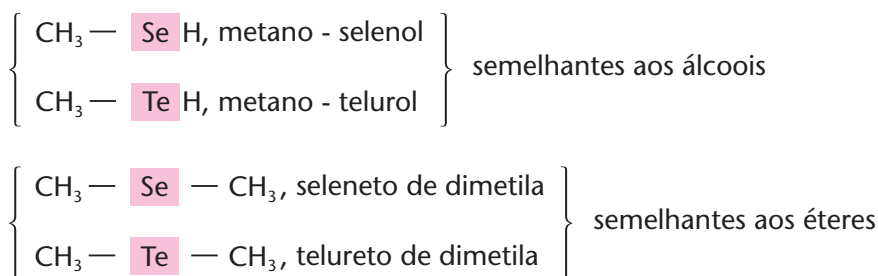 CH₃ — Se H, metano - selenol
semelhantes aos álcoois
CH₃ — Te H, metano - telurol
CH₃ — Se — CH₃, seleneto de dimetila
semelhantes aos éteres
CH₃ — Te — CH₃, telureto de dimetila